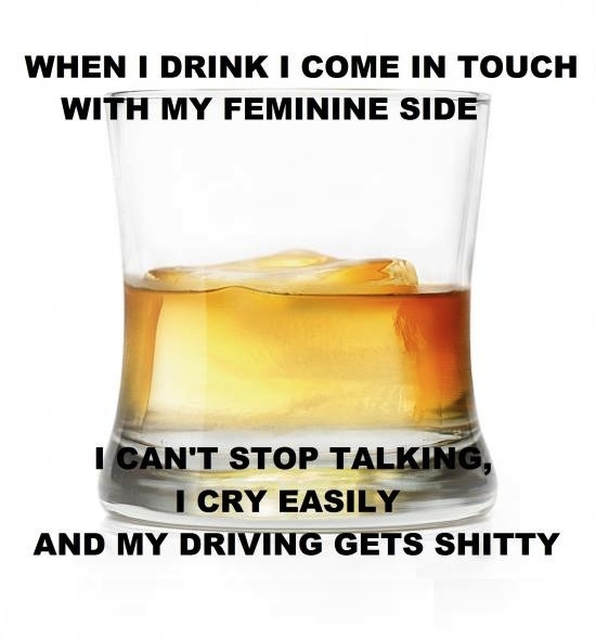 WHEN I DRINK I COME IN TOUCH
WITH MY FEMININE SIDE
I CAN'T STOP TALKING,
I CRY EASILY
AND MY DRIVING GETS SHITTY